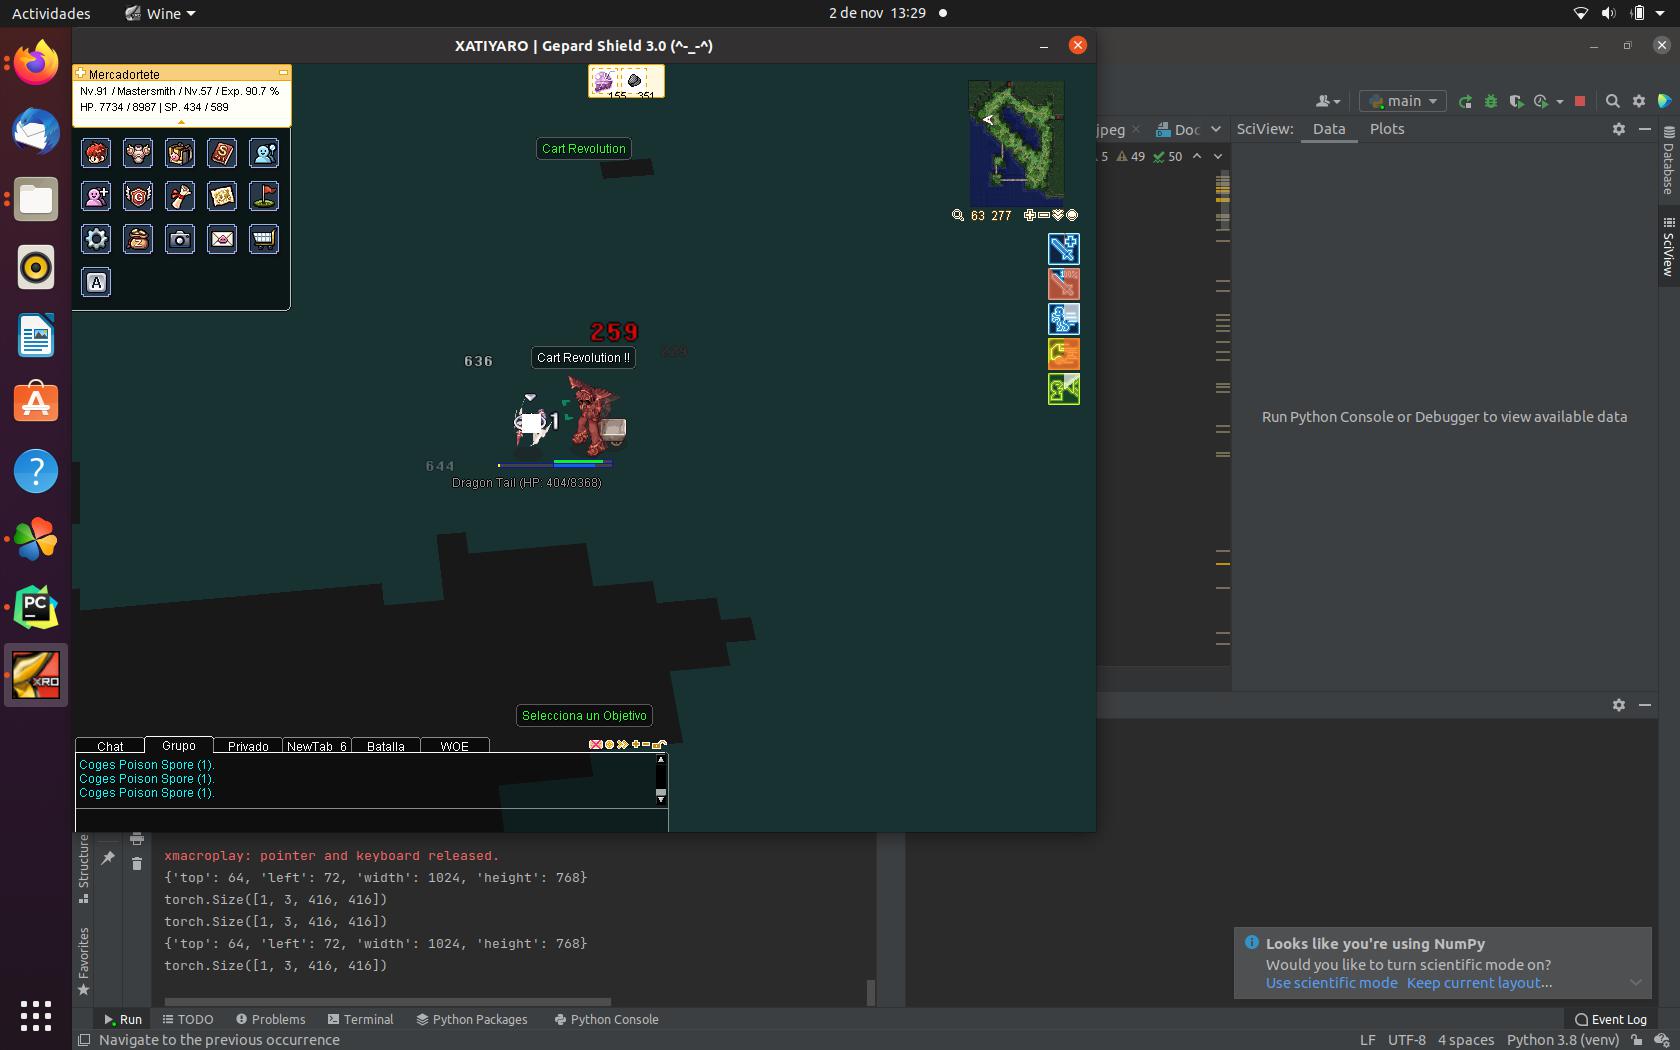 Actividades
Wine
2 de nov 13:29
XATIYARO | Gepard Shield 3.0 (^-_-^)
Mercadortete
Nv.91 / Mastersmith / Nv.57 / Exp. 90.7 %
HP. 7734 / 8987 | SP. 434 / 589
155 351
A
Cart Revolution
63 277
100%
259
636
Cart Revolution !!
229
1
644
Dragon Tail (HP: 404/8368)
Selecciona un Objetivo
Chat Grupo Privado NewTab 6 Batalla WOE
Coges Poison Spore (1).
Coges Poison Spore (1).
Coges Poison Spore (1).
main
jpeg
Doc
SciView: Data Plots
5 49 50
Database
SciView
Run Python Console or Debugger to view available data
PC
XRO
Structure
Favorites
xmacroplay: pointer and keyboard released.
{'top': 64, 'left': 72, 'width': 1024, 'height': 768}
torch.Size([1, 3, 416, 416])
torch.Size([1, 3, 416, 416])
{'top': 64, 'left': 72, 'width': 1024, 'height': 768}
torch.Size([1, 3, 416, 416])
Looks like you're using NumPy
Would you like to turn scientific mode on?
Use scientific mode Keep current layout...
Run TODO Problems Terminal Python Packages Python Console Event Log
Navigate to the previous occurrence
LF UTF-8 4 spaces Python 3.8 (venv)